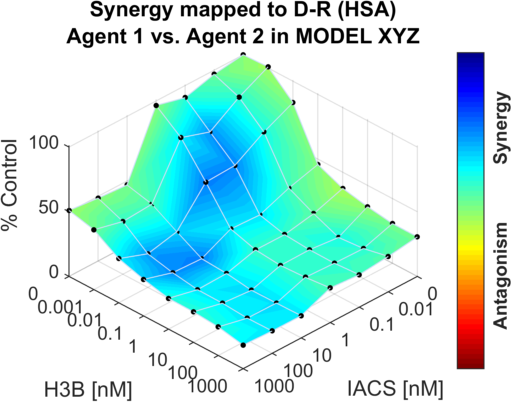 Synergy mapped to D-R (HSA)
Agent 1 vs. Agent 2 in MODEL XYZ
% Control
100
50
0
0
0.001
0.01
0.1
1
10
100
1000
H3B [nM]
0
0.01
0.1
1
10
100
1000
IACS [nM]
Synergy
Antagonism